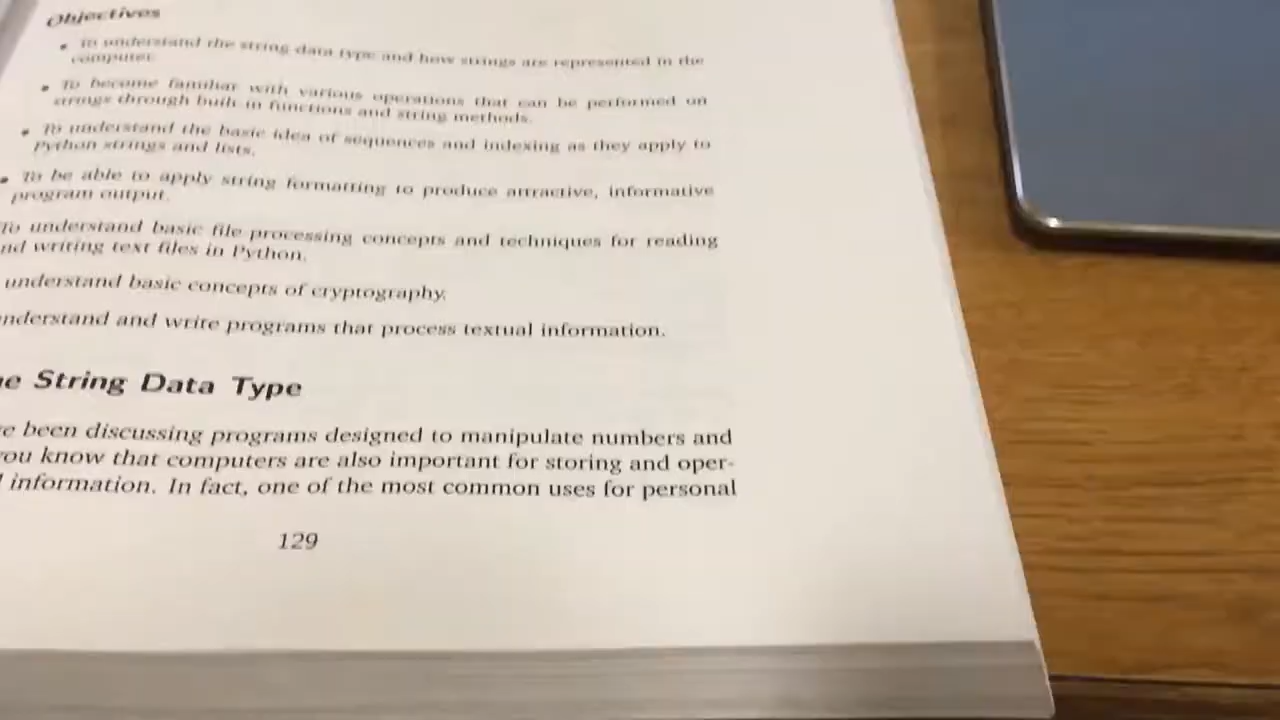 Objectives
• To understand the string data type and how strings are represented in the
computer.
• To become familiar with various operations that can be performed on
strings through built-in functions and string methods.
• To understand the basic idea of sequences and indexing as they apply to
Python strings and lists.
• To be able to apply string formatting to produce attractive, informative
program output.
To understand basic file processing concepts and techniques for reading
nd writing text files in Python.
understand basic concepts of cryptography.
nderstand and write programs that process textual information.
e String Data Type
e been discussing programs designed to manipulate numbers and
you know that computers are also important for storing and oper-
l information. In fact, one of the most common uses for personal
129